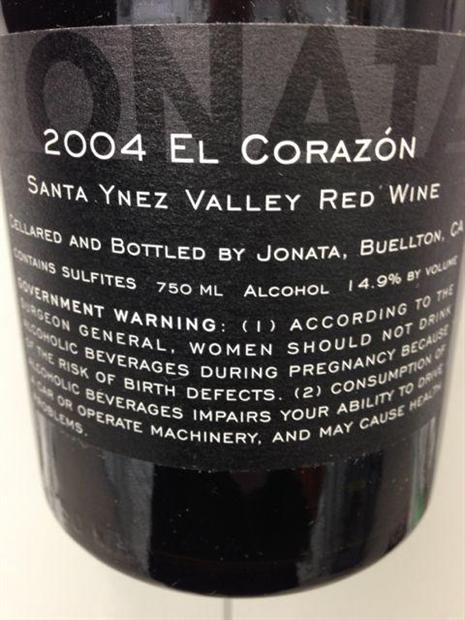 JONATA
2004 EL CORAZÓN
SANTA YNEZ VALLEY RED WINE
CELLARED AND BOTTLED BY JONATA, BUELLTON, CA
CONTAINS SULFITES 750 ML ALCOHOL 14.9% BY VOLUME
GOVERNMENT WARNING: (1) ACCORDING TO THE
SURGEON GENERAL, WOMEN SHOULD NOT DRINK
ALCOHOLIC BEVERAGES DURING PREGNANCY BECAUSE
OF THE RISK OF BIRTH DEFECTS. (2) CONSUMPTION OF
ALCOHOLIC BEVERAGES IMPAIRS YOUR ABILITY TO DRIVE
A CAR OR OPERATE MACHINERY, AND MAY CAUSE HEALTH
PROBLEMS.